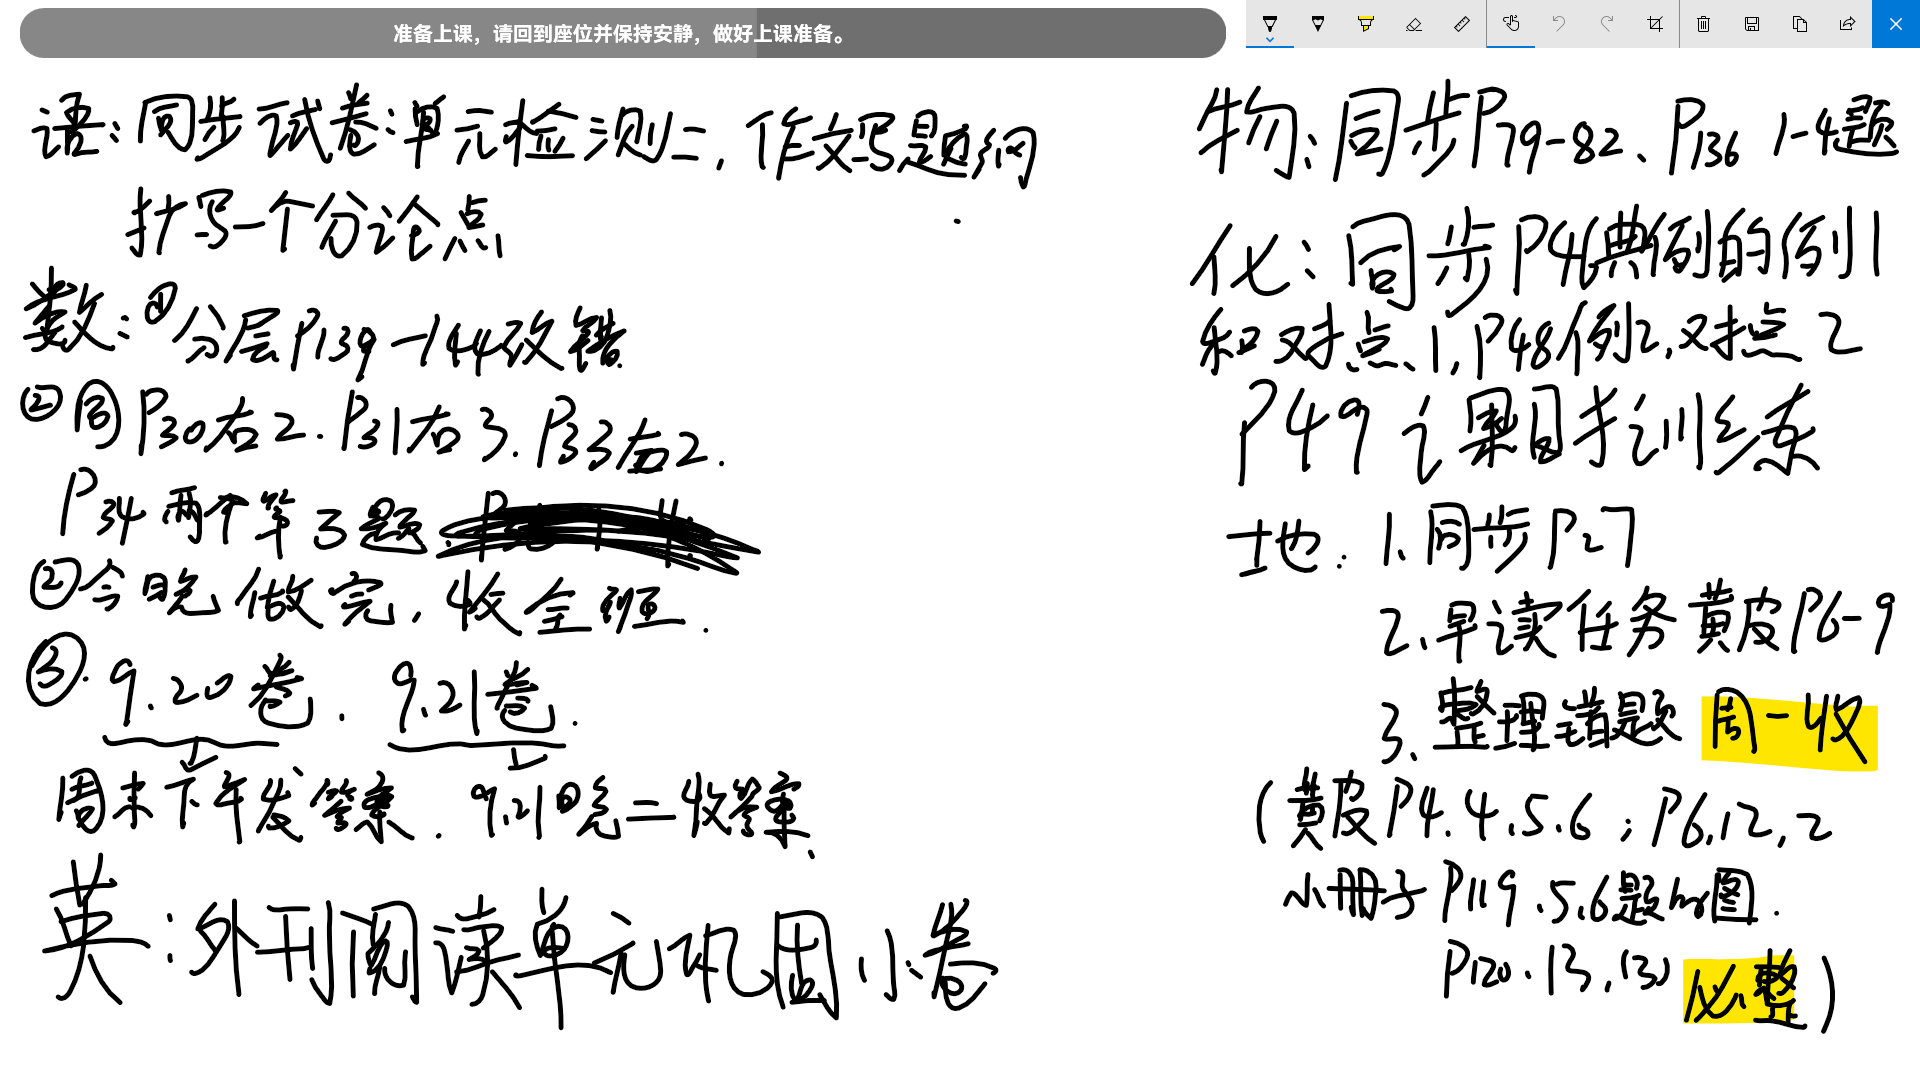 准备上课，请回到座位并保持安静，做好上课准备。
语：同步试卷：单元检测二，作文写题纲
抄写一个分论点
数：①分层P139-144改错
②同P30右2．P31右3．P33右2．
P34两个第3题
②今晚做完，收全班．
③．9.20卷．9.21卷．
周末下午发答案．9.21日晚二收答案
英：外刊阅读单元巩固小卷
物：同步P79-82、P136 1-4题
化：同步P46典例的例1
和对点、1，P48例2，对点2
P49 课时训练
地：1、同步P27
2、早读任务黄皮P6-9
3、整理错题 周一收
（黄皮P4.4.5.6；P6.12.2
小册子P119.5.6题图．
P120.13.(3) 必整）